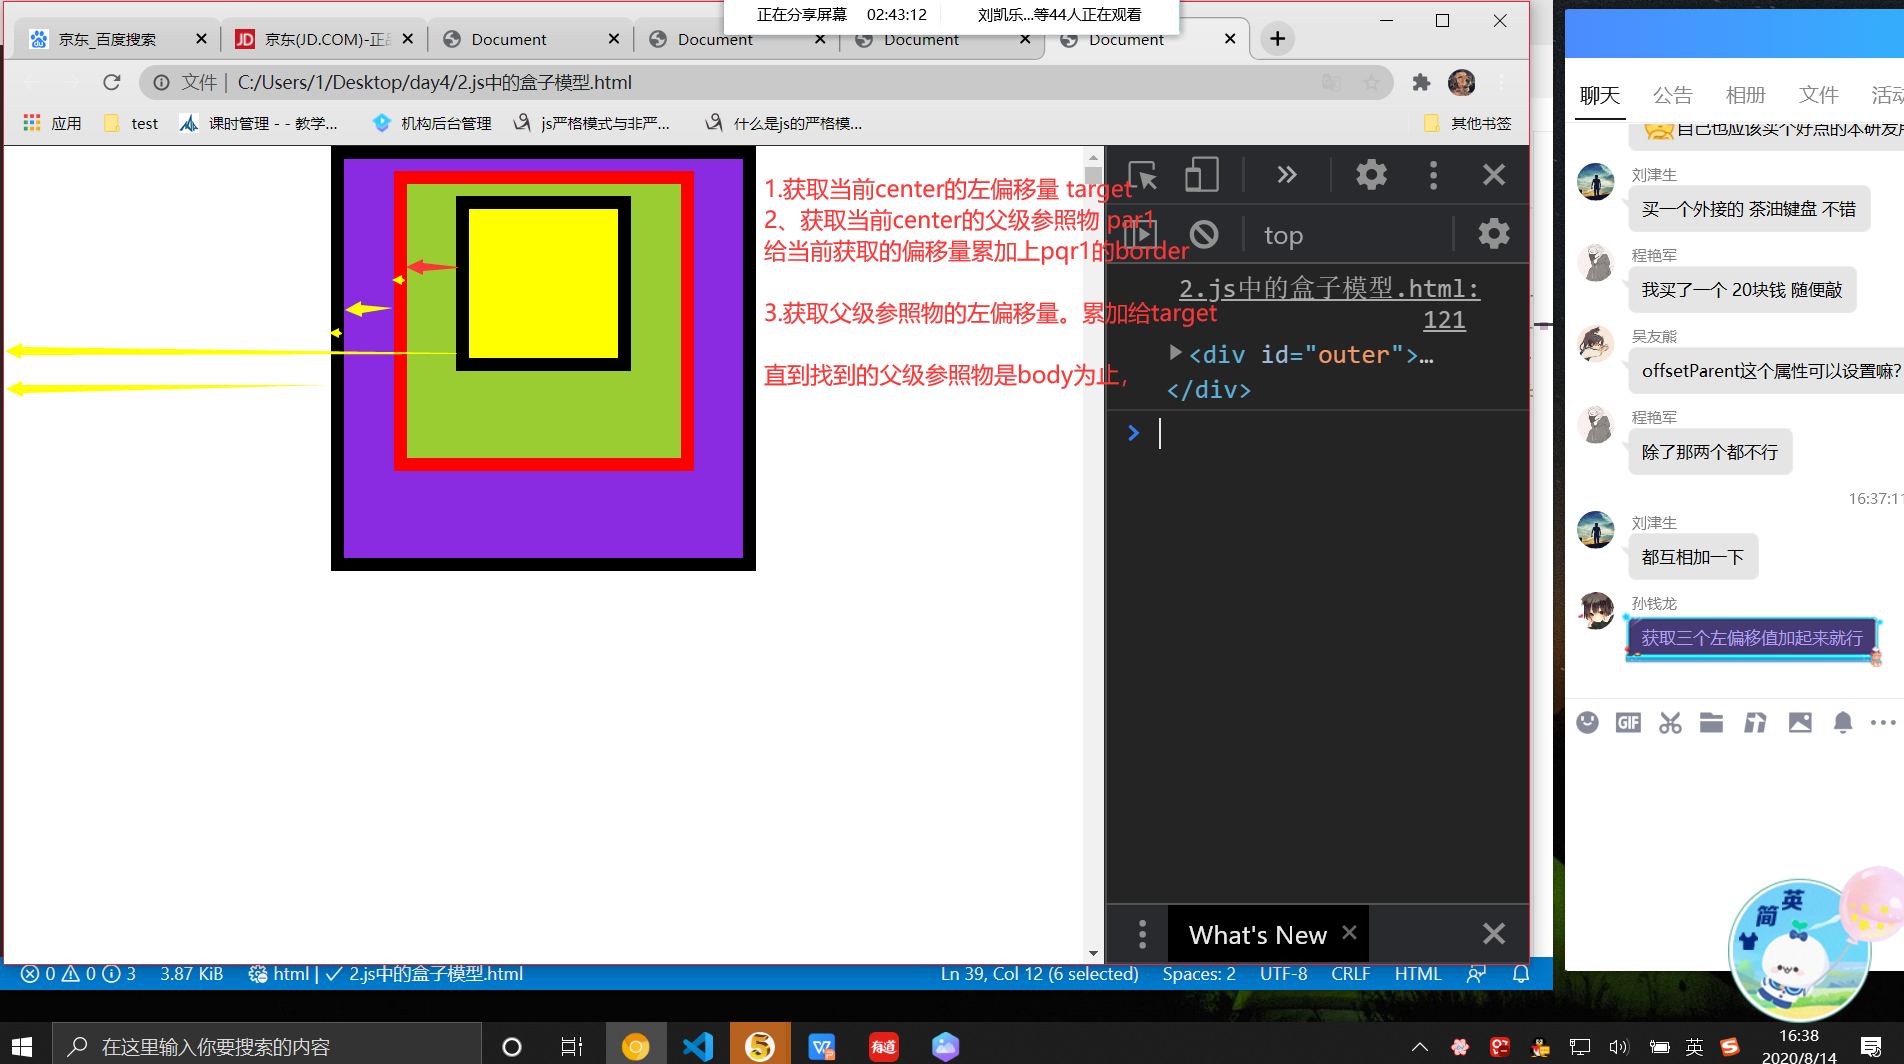 正在分享屏幕 02:43:12 刘凯乐...等44人正在观看
京东_百度搜索
京东(JD.COM)-正品
Document
Document
Document
Document
文件 | C:/Users/1/Desktop/day4/2.js中的盒子模型.html
应用
test
课时管理 - - 教学...
机构后台管理
js严格模式与非严...
什么是js的严格模...
其他书签
1.获取当前center的左偏移量 target
2、获取当前center的父级参照物 par1
给当前获取的偏移量累加上pqr1的border
3.获取父级参照物的左偏移量。累加给target
直到找到的父级参照物是body为止，
top
2.js中的盒子模型.html:
121
<div id="outer">…
</div>
What's New
0 0 3 3.87 KiB html | 2.js中的盒子模型.html
Ln 39, Col 12 (6 selected) Spaces: 2 UTF-8 CRLF HTML
聊天 公告 相册 文件 活动
自己也应该买个好点的本研发用
刘津生
买一个外接的 茶油键盘 不错
程艳军
我买了一个 20块钱 随便敲
吴友熊
offsetParent这个属性可以设置嘛?
程艳军
除了那两个都不行
16:37:11
刘津生
都互相加一下
孙钱龙
获取三个左偏移值加起来就行
GIF
英
简
在这里输入你要搜索的内容
有道
英
16:38
2020/8/14